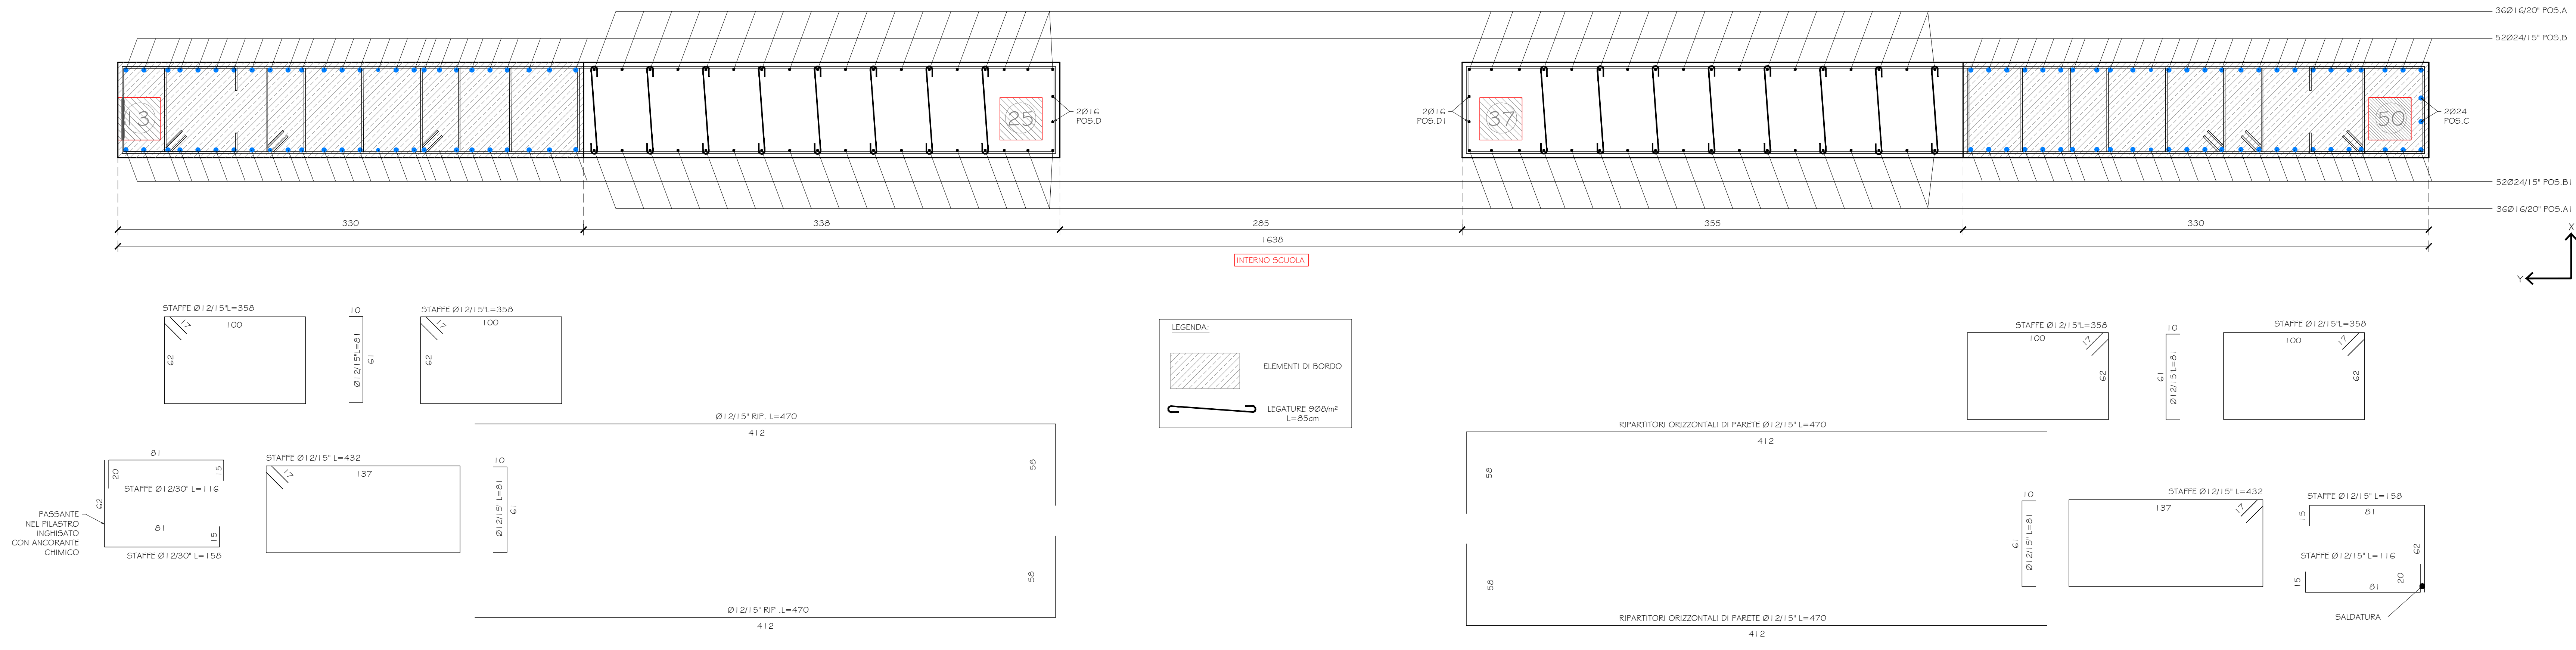 36Ø16/20" POS.A
52Ø24/15" POS.B
13
25
2Ø16
POS.D
2Ø16
POS.D1
37
50
2Ø24
POS.C
52Ø24/15" POS.B1
36Ø16/20" POS.A1
330
338
285
355
330
1638
INTERNO SCUOLA
X
Y
STAFFE Ø12/15"L=358
17
100
62
10
Ø12/15"L=81
61
STAFFE Ø12/15"L=358
17
100
62
LEGENDA:
ELEMENTI DI BORDO
LEGATURE 9Ø8/m²
L=85cm
STAFFE Ø12/15"L=358
100
17
62
10
61
Ø12/15"L=81
STAFFE Ø12/15"L=358
100
17
62
Ø12/15" RIP. L=470
412
58
RIPARTITORI ORIZZONTALI DI PARETE Ø12/15" L=470
412
58
81
20
15
STAFFE Ø12/30" L=116
62
PASSANTE
NEL PILASTRO
INGHISATO
CON ANCORANTE
CHIMICO
81
15
STAFFE Ø12/30" L=158
STAFFE Ø12/15" L=432
17
137
10
Ø12/15" L=81
61
58
Ø12/15" RIP .L=470
412
58
RIPARTITORI ORIZZONTALI DI PARETE Ø12/15" L=470
412
10
61
Ø12/15" L=81
STAFFE Ø12/15" L=432
137
17
STAFFE Ø12/15" L=158
81
15
62
STAFFE Ø12/15" L=116
15
20
81
SALDATURA